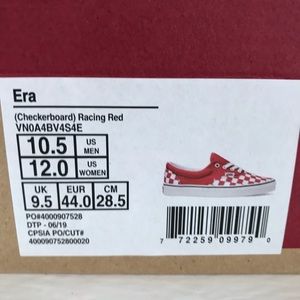 Era
(Checkerboard) Racing Red
VN0A4BV4S4E
10.5 US MEN
12.0 US WOMEN
UK EUR CM
9.5 44.0 28.5
PO#4000907528
DTP - 06/19
CPSIA PO/CUT#
400090752800020
7 72259 09979 0